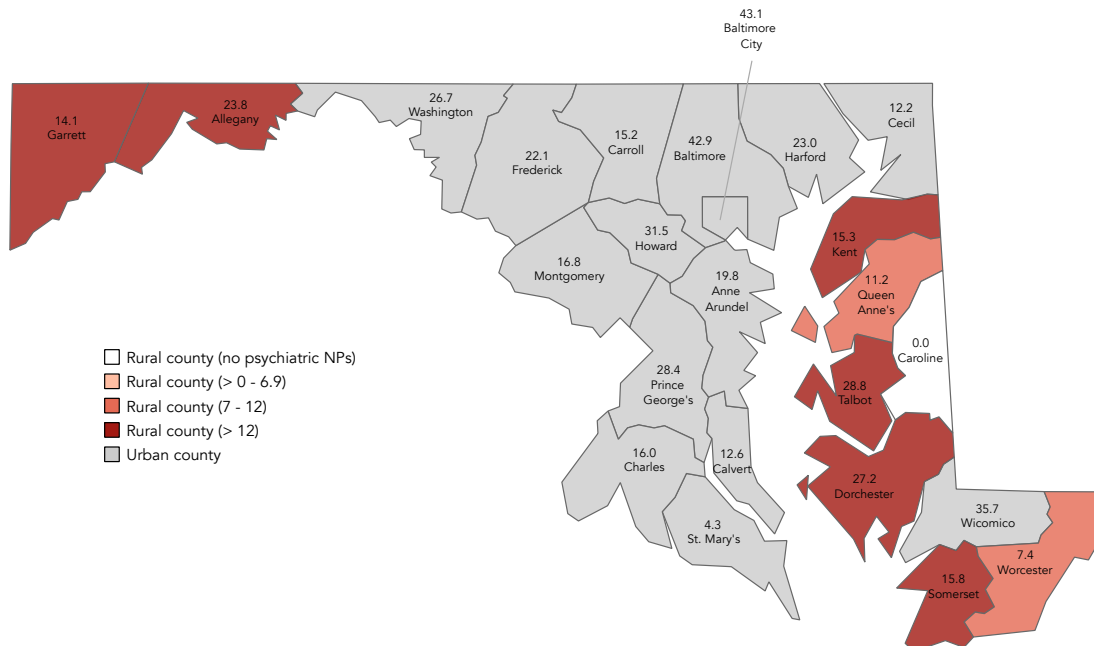 43.1
Baltimore
City
14.1
Garrett
23.8
Allegany
26.7
Washington
22.1
Frederick
15.2
Carroll
42.9
Baltimore
23.0
Harford
12.2
Cecil
31.5
Howard
16.8
Montgomery
19.8
Anne
Arundel
15.3
Kent
11.2
Queen
Anne's
0.0
Caroline
28.4
Prince
George's
28.8
Talbot
16.0
Charles
12.6
Calvert
27.2
Dorchester
4.3
St. Mary's
35.7
Wicomico
7.4
Worcester
15.8
Somerset
Rural county (no psychiatric NPs)
Rural county (> 0 - 6.9)
Rural county (7 - 12)
Rural county (> 12)
Urban county